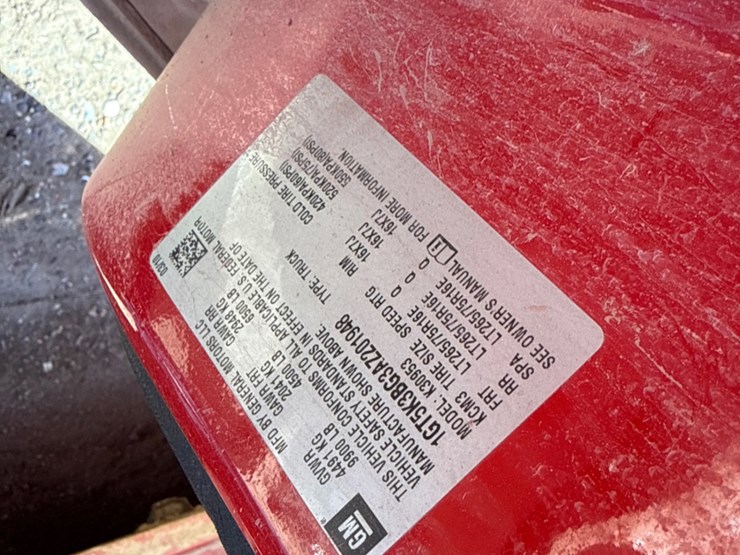 GM
MFD BY GENERAL MOTORS LLC 03/10
GVWR GAWR FRT GAWR RR
4491 KG 2041 KG 2948 KG
9900 LB 4500 LB 6500 LB
THIS VEHICLE CONFORMS TO ALL APPLICABLE U.S. FEDERAL MOTOR
VEHICLE SAFETY STANDARDS IN EFFECT ON THE DATE OF
MANUFACTURE SHOWN ABOVE.
1GT5K3BG3AZ201948 TYPE: TRUCK
MODEL: K30953
KCM3 TIRE SIZE SPEED RTG RIM COLD TIRE PRESSURE
FRT LT265/75R16E Q 16X7J 420KPA(60PSI)
RR LT265/75R16E Q 16X7J 520KPA(75PSI)
SPA LT265/75R16E Q 16X7J 550KPA(80PSI)
SEE OWNER'S MANUAL FOR MORE INFORMATION.